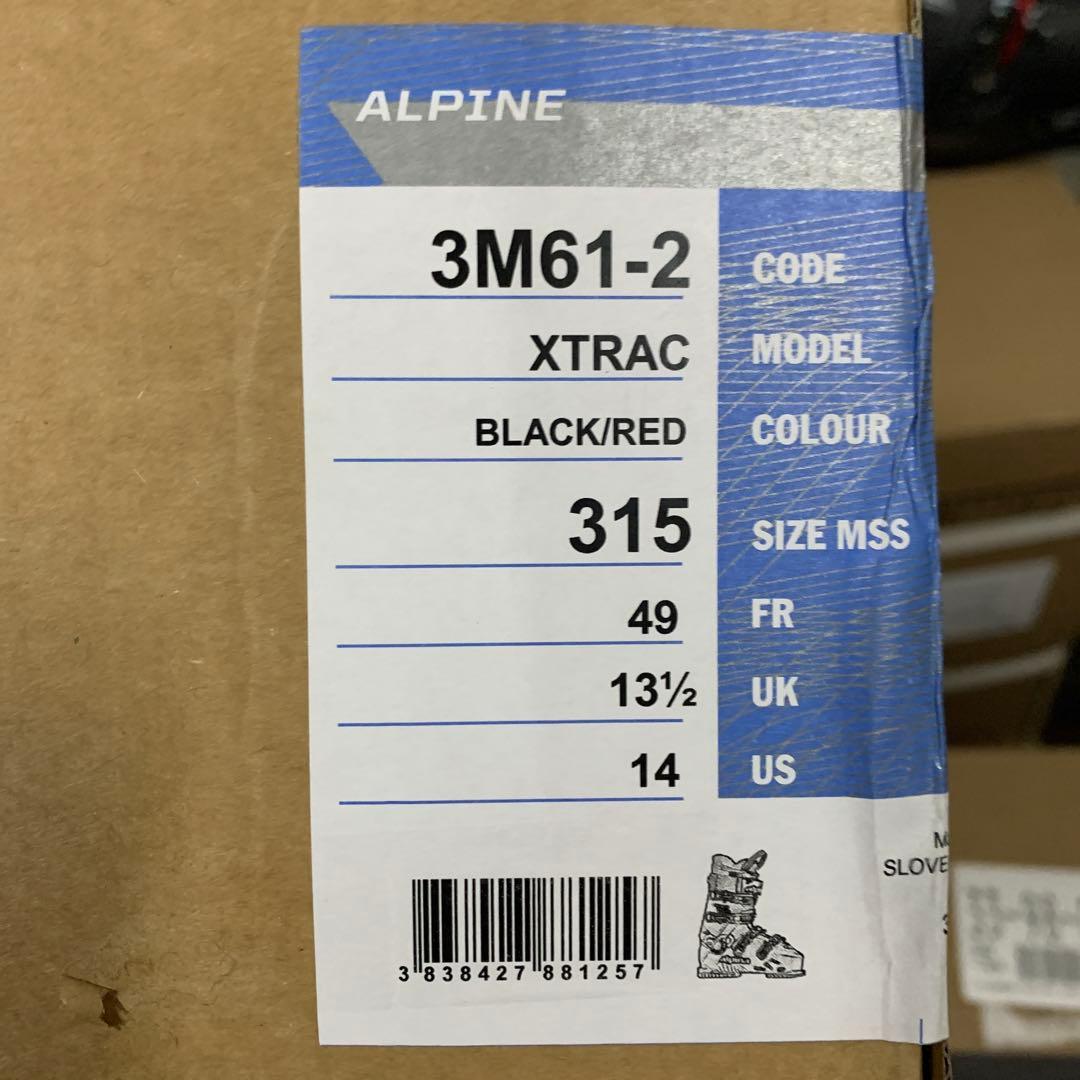 ALPINE
3M61-2 CODE
XTRAC MODEL
BLACK/RED COLOUR
315 SIZE MSS
49 FR
13½ UK
14 US
SLOVE
3 838427 881257